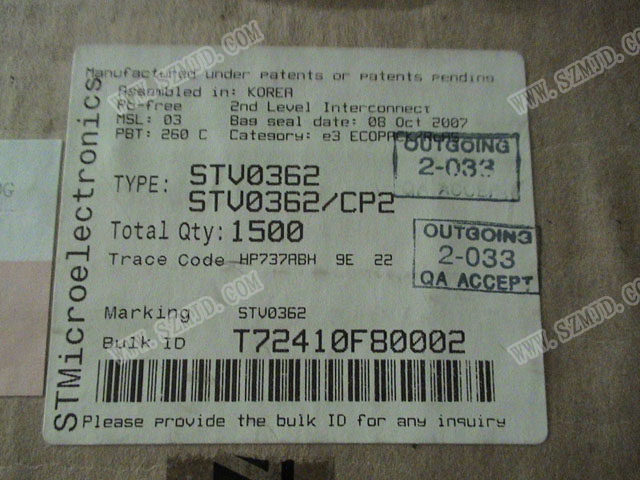 STMicroelectronics
Manufactured under patents or patents pending
Assembled in: KOREA
Pb-free 2nd Level Interconnect
MSL: 03 Bag seal date: 08 Oct 2007
PBT: 260 C Category: e3 ECOPACK/RoHS
TYPE: STV0362
STV0362/CP2
Total Qty: 1500
Trace Code HP737ABH 9E 22
Marking STV0362
Bulk ID T72410F80002
Please provide the bulk ID for any inquiry
OUTGOING
2-033
QA ACCEPT
OUTGOING
2-033
QA ACCEPT
WWW.SZMJD.COM
WWW.SZMJD.COM
WWW.SZMJD.COM
WWW.SZMJD.COM